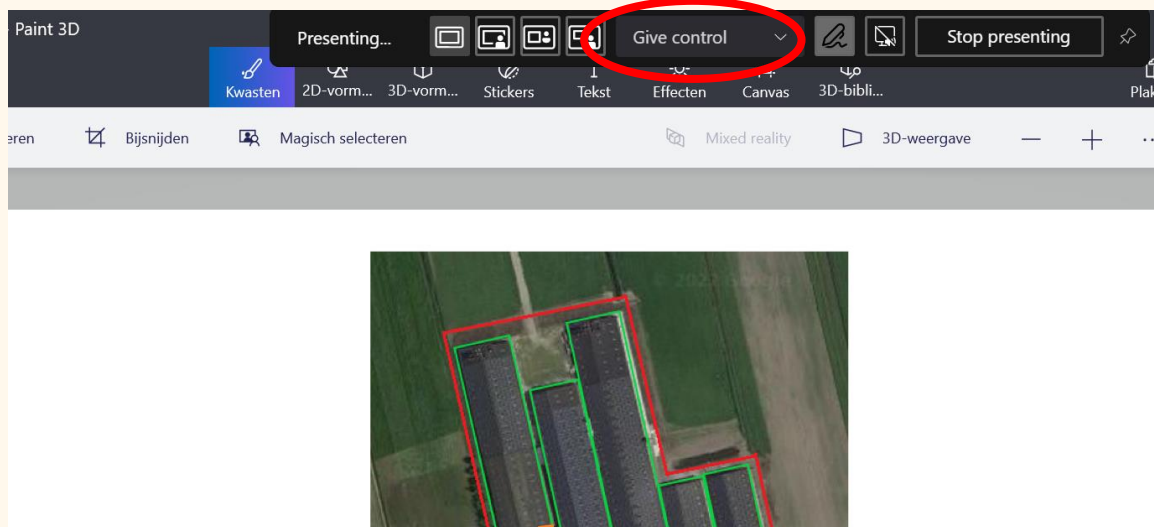 Paint 3D
Presenting...
Give control
Stop presenting
Kwasten
2D-vorm...
3D-vorm...
Stickers
Tekst
Effecten
Canvas
3D-bibli...
Plak
eren
Bijsnijden
Magisch selecteren
Mixed reality
3D-weergave